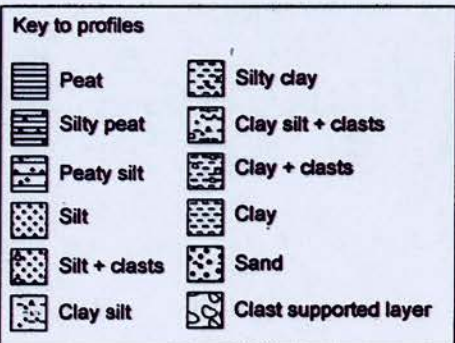 Key to profiles
Peat
Silty peat
Peaty silt
Silt
Silt + clasts
Clay silt
Silty clay
Clay silt + clasts
Clay + clasts
Clay
Sand
Clast supported layer